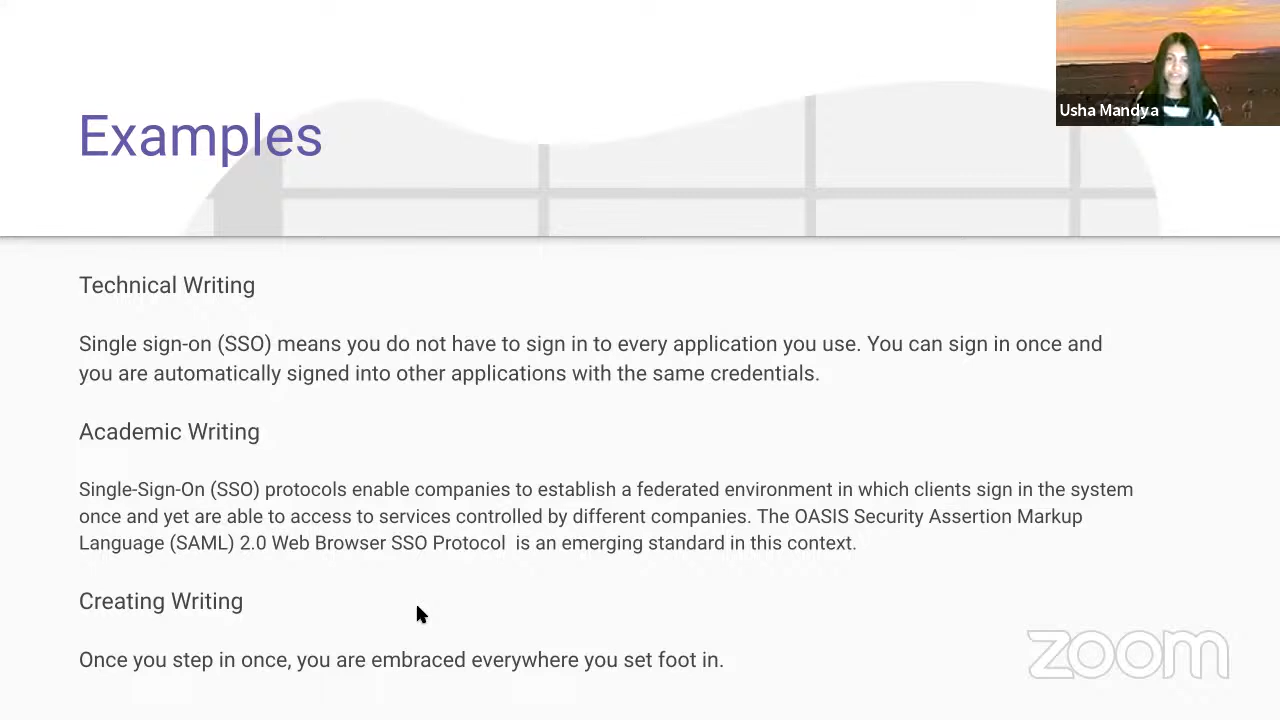 Usha Mandya
Examples
Technical Writing
Single sign-on (SSO) means you do not have to sign in to every application you use. You can sign in once and
you are automatically signed into other applications with the same credentials.
Academic Writing
Single-Sign-On (SSO) protocols enable companies to establish a federated environment in which clients sign in the system
once and yet are able to access to services controlled by different companies. The OASIS Security Assertion Markup
Language (SAML) 2.0 Web Browser SSO Protocol  is an emerging standard in this context.
Creating Writing
Once you step in once, you are embraced everywhere you set foot in.
zoom